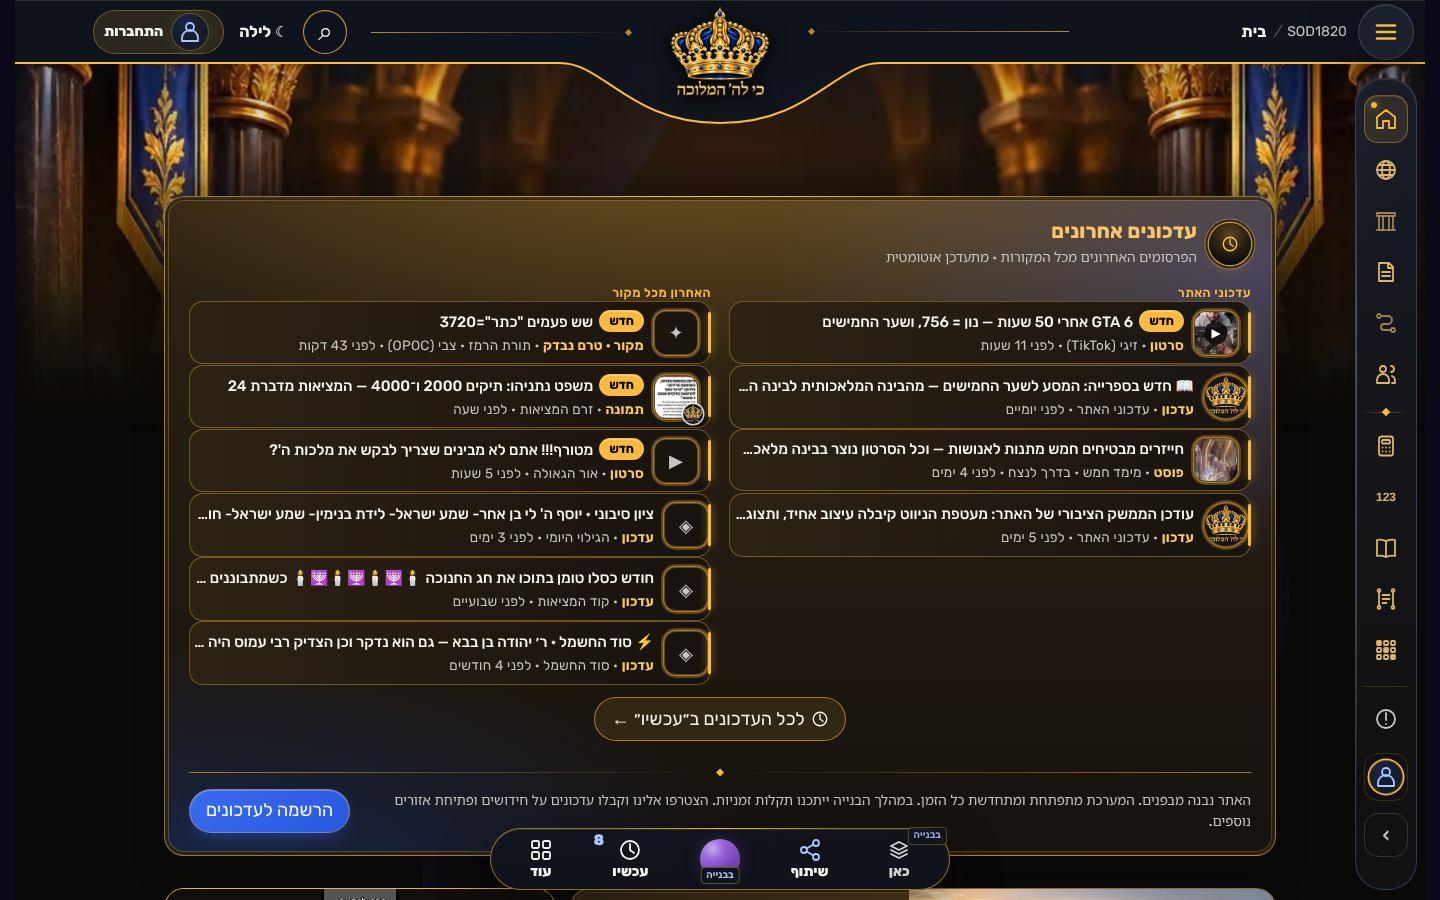 SOD1820 / בית
☾ לילה
התחברות
כי לה' המלוכה
עדכונים אחרונים
הפרסומים האחרונים מכל המקורות • מתעדכן אוטומטית
עדכוני האתר
חדש GTA 6 אחרי 50 שעות — נון = 756, ושער החמישים
סרטון • זיגי (TikTok) • לפני 11 שעות
📖 חדש בספרייה: המסע לשער החמישים — מהבינה המלאכותית לבינה ה...
עדכון • עדכוני האתר • לפני יומיים
חייזרים מבטיחים חמש מתנות לאנושות — וכל הסרטון נוצר בבינה מלאכ...
פוסט • מימד חמש • בדרך לנצח • לפני 4 ימים
עודכן הממשק הציבורי של האתר: מעטפת הניווט קיבלה עיצוב אחיד, ותצוג...
עדכון • עדכוני האתר • לפני 5 ימים
האחרון מכל מקור
חדש שש פעמים "כתר"=3720
מקור • טרם נבדק • תורת הרמז • צבי (OPOC) • לפני 43 דקות
חדש משפט נתניהו: תיקים 2000 ו־4000 — המציאות מדברת 24
תמונה • זרם המציאות • לפני שעה
חדש מטורף!!! אתם לא מבינים שצריך לבקש את מלכות ה'?
סרטון • אור הגאולה • לפני 5 שעות
ציון סיבוני • יוסף ה' לי בן אחר- שמע ישראל- לידת בנימין- שמע ישראל- חו...
עדכון • הגילוי היומי • לפני 3 ימים
חודש כסלו טומן בתוכו את חג החנוכה 🕯️🕎🕯️🕎🕯️🕎🕯️ כשמתבוננים ...
עדכון • קוד המציאות • לפני שבועיים
⚡ סוד החשמל • ר׳ יהודה בן בבא — גם הוא נדקר וכן הצדיק רבי עמוס היה ...
עדכון • סוד החשמל • לפני 4 חודשים
לכל העדכונים ב״עכשיו״ ←
האתר נבנה מבפנים. המערכת מתפתחת ומתחדשת כל הזמן. במהלך הבנייה ייתכנו תקלות זמניות. הצטרפו אלינו וקבלו עדכונים על חידושים ופתיחת אזורים
נוספים.
הרשמה לעדכונים
בבנייה
כאן
שיתוף
בבנייה
8
עכשיו
עוד
123